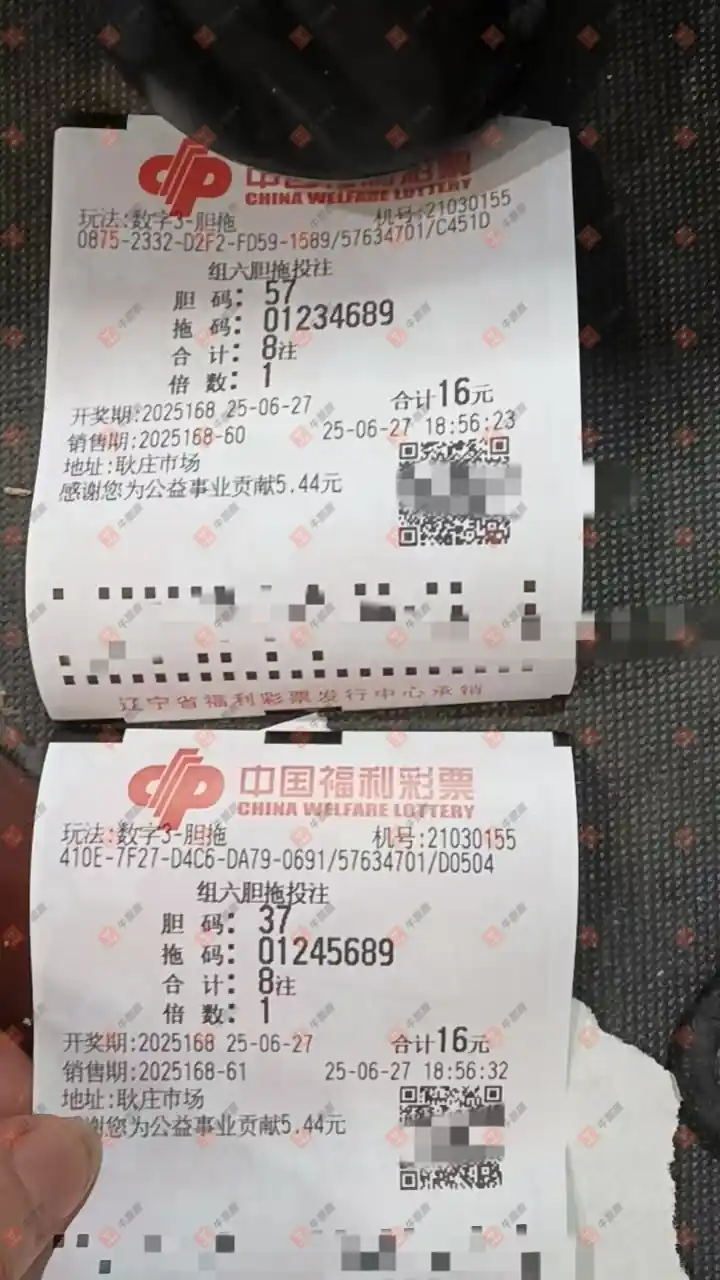 中国福利彩票
CHINA WELFARE LOTTERY
玩法:数字3-胆拖 机号:21030155
0875-2332-D2F2-FD59-1589/57634701/C451D
组六胆拖投注
胆 码: 57
拖 码: 01234689
合 计: 8注
倍 数: 1
合计16元
开奖期:2025168 25-06-27
销售期:2025168-60 25-06-27 18:56:23
地址:耿庄市场
感谢您为公益事业贡献5.44元
辽宁省福利彩票发行中心承销
中国福利彩票
CHINA WELFARE LOTTERY
玩法:数字3-胆拖 机号:21030155
410E-7F27-D4C6-DA79-0691/57634701/D0504
组六胆拖投注
胆 码: 37
拖 码: 01245689
合 计: 8注
倍 数: 1
开奖期:2025168 25-06-27 合计16元
销售期:2025168-61 25-06-27 18:56:32
地址:耿庄市场
谢您为公益事业贡献5.44元